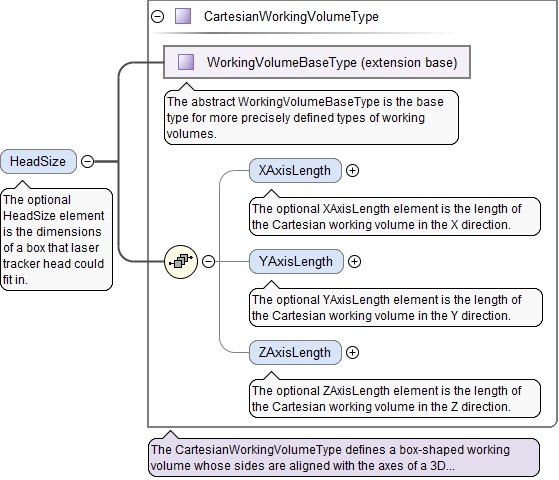 CartesianWorkingVolumeType
WorkingVolumeBaseType (extension base)
The abstract WorkingVolumeBaseType is the base
type for more precisely defined types of working
volumes.
HeadSize
The optional
HeadSize element
is the dimensions
of a box that laser
tracker head could
fit in.
XAxisLength
The optional XAxisLength element is the length of
the Cartesian working volume in the X direction.
YAxisLength
The optional YAxisLength element is the length of
the Cartesian working volume in the Y direction.
ZAxisLength
The optional ZAxisLength element is the length of
the Cartesian working volume in the Z direction.
The CartesianWorkingVolumeType defines a box-shaped working
volume whose sides are aligned with the axes of a 3D...